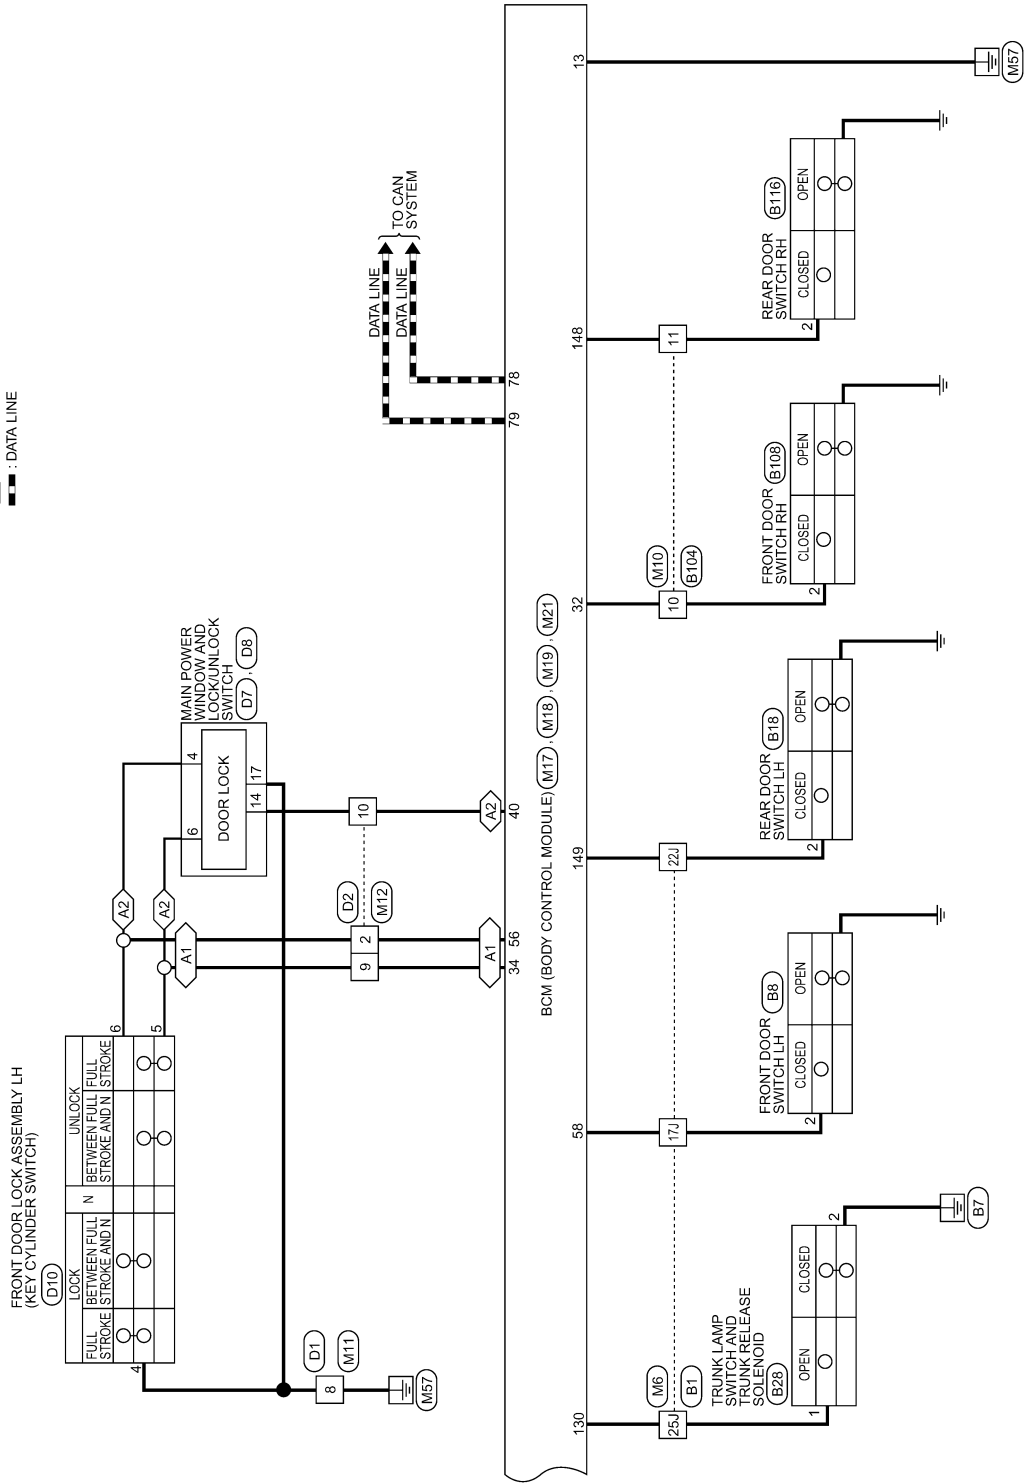 : DATA LINE
FRONT DOOR LOCK ASSEMBLY LH
(KEY CYLINDER SWITCH)
D10
LOCK
N
UNLOCK
FULL
STROKE
BETWEEN FULL
STROKE AND N
BETWEEN FULL
STROKE AND N
FULL
STROKE
4
6
5
A2
A2
A1
MAIN POWER
WINDOW AND
LOCK/UNLOCK
SWITCH
D7 , D8
6
4
DOOR LOCK
14
17
D1
8
M11
M57
D2
9
2
10
M12
DATA LINE
DATA LINE
TO CAN
SYSTEM
A1
A2
34
56
40
79
78
BCM (BODY CONTROL MODULE) M17 , M18 , M19 , M21
130
58
149
32
148
13
M6
25J
17J
22J
B1
M10
10
11
B104
TRUNK LAMP
SWITCH AND
TRUNK RELEASE
SOLENOID
B28
OPEN
CLOSED
1
2
B7
FRONT DOOR
SWITCH LH
B8
CLOSED
OPEN
2
REAR DOOR
SWITCH LH
B18
CLOSED
OPEN
2
FRONT DOOR
SWITCH RH
B108
CLOSED
OPEN
2
REAR DOOR
SWITCH RH
B116
CLOSED
OPEN
2
M57